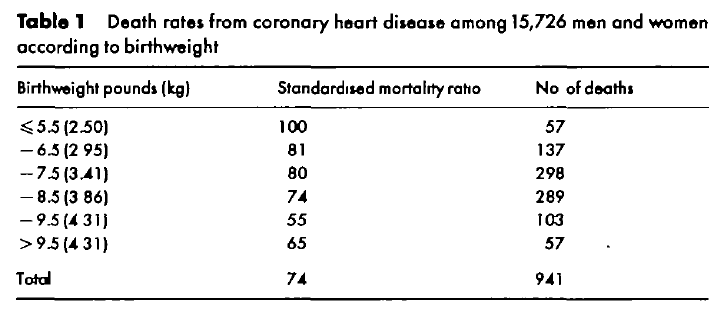 Table 1 Death rates from coronary heart disease among 15,726 men and women
according to birthweight
Birthweight pounds (kg) Standardised mortality ratio No of deaths
⩽5.5 (2.50) 100 57
−6.5 (2 95) 81 137
−7.5 (3.41) 80 298
−8.5 (3 86) 74 289
−9.5 (4 31) 55 103
>9.5 (4 31) 65 57
Total 74 941